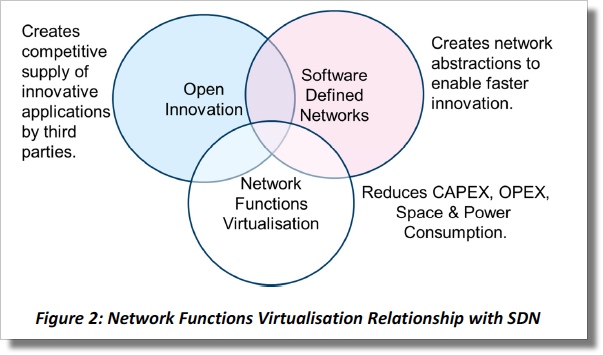 Creates
competitive
supply of
innovative
applications
by third
parties.
Open
Innovation
Software
Defined
Networks
Creates network
abstractions to
enable faster
innovation.
Network
Functions
Virtualisation
Reduces CAPEX, OPEX,
Space & Power
Consumption.
Figure 2: Network Functions Virtualisation Relationship with SDN